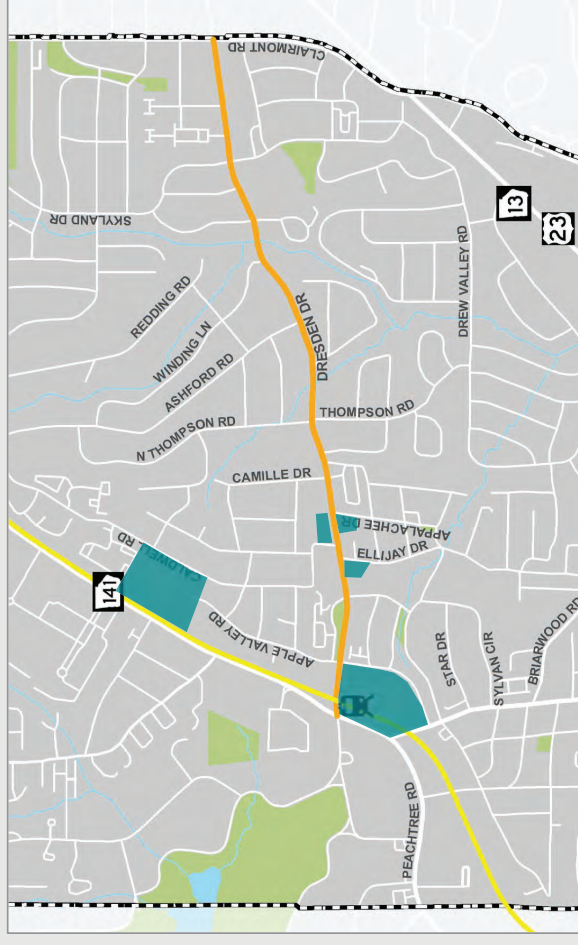 CLAIRMONT RD
SKYLAND DR
13
23
REDDING RD
DREW VALLEY RD
WINDING LN
DRESDEN DR
ASHFORD RD
THOMPSON RD
N THOMPSON RD
CAMILLE DR
APPALACHEE DR
CALDWELL RD
ELLIJAY DR
141
APPLE VALLEY RD
STAR DR
SYLVAN CIR
BRIARWOOD RD
PEACHTREE RD